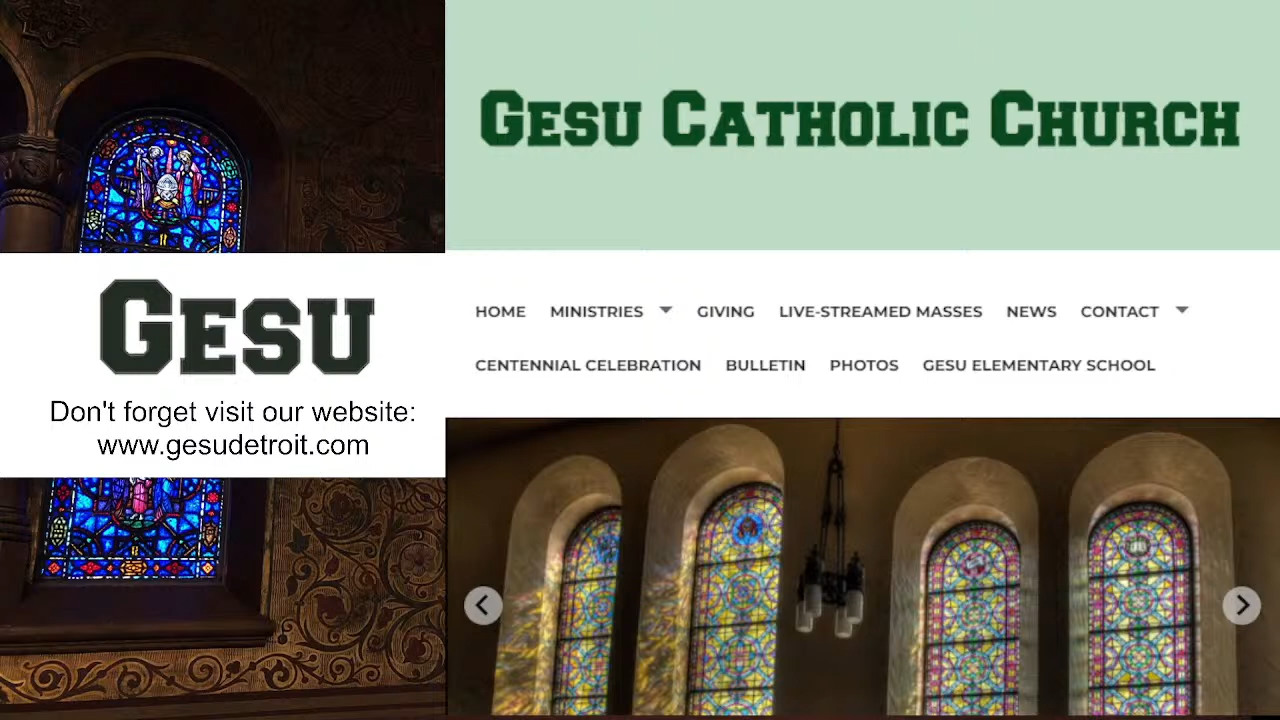 GESU CATHOLIC CHURCH
GESU
Don't forget visit our website:
www.gesudetroit.com
HOME MINISTRIES GIVING LIVE-STREAMED MASSES NEWS CONTACT
CENTENNIAL CELEBRATION BULLETIN PHOTOS GESU ELEMENTARY SCHOOL